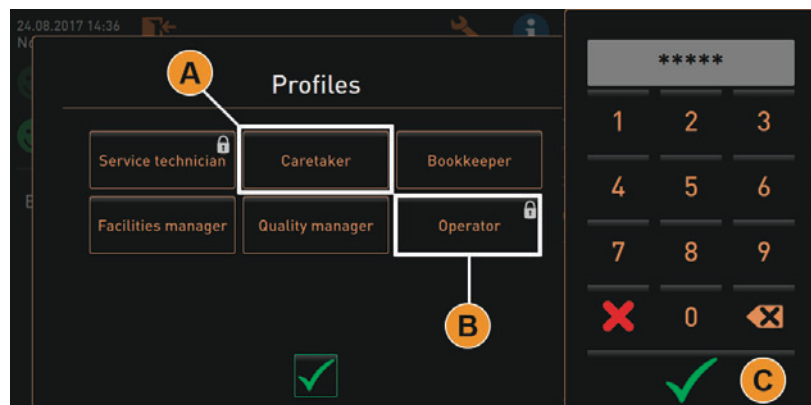 24.08.2017 14:36
A
Profiles
Service technician
Caretaker
Bookkeeper
Facilities manager
Quality manager
Operator
B
*****
1 2 3
4 5 6
7 8 9
0
C